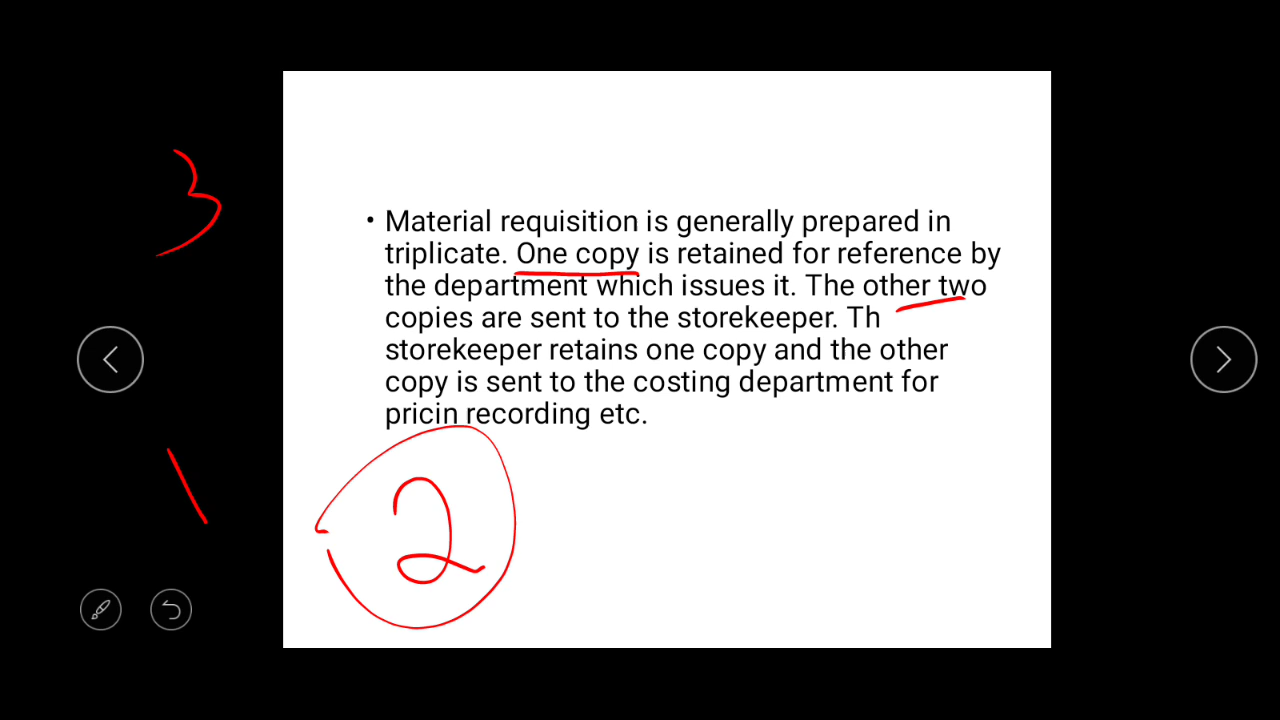 3
• Material requisition is generally prepared in
triplicate. One copy is retained for reference by
the department which issues it. The other two
copies are sent to the storekeeper. Th
storekeeper retains one copy and the other
copy is sent to the costing department for
pricin recording etc.
2